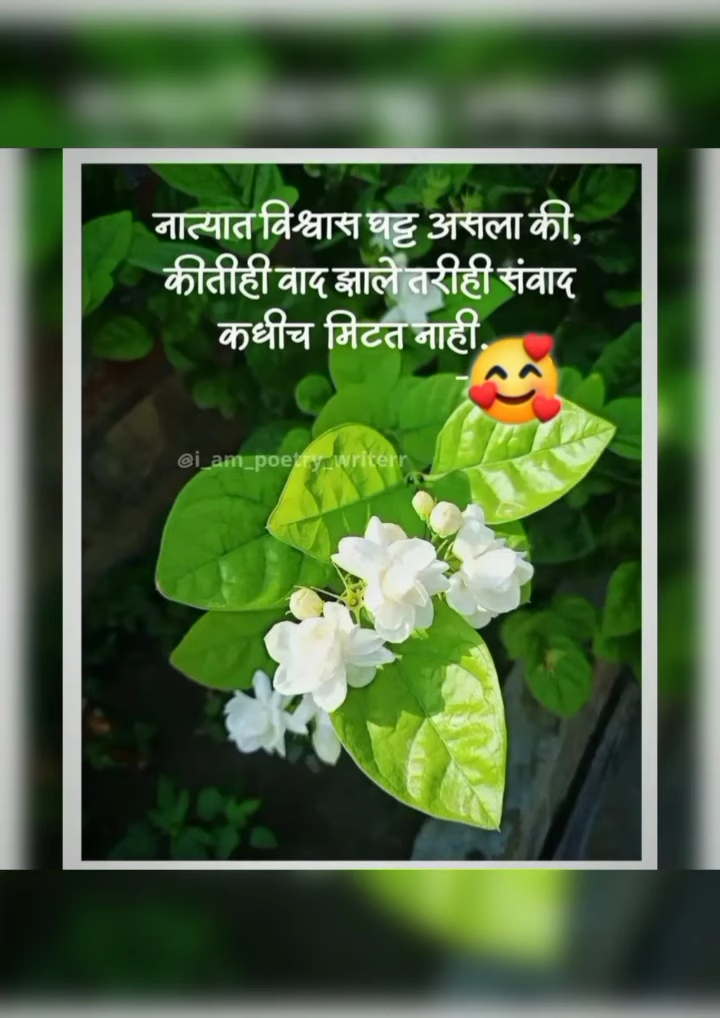 नात्यात विश्वास घट्ट असला की,
कीतीही वाद झाले तरीही संवाद
कधीच मिटत नाही.
-
@i_am_poetry_writerr